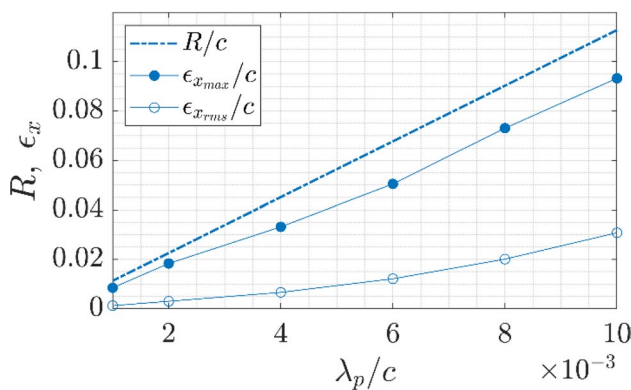 R/c
ϵ_{x_{max}}/c
ϵ_{x_{rms}}/c
R, ϵ_x
0.1
0.08
0.06
0.04
0.02
0
2
4
6
8
10
λ_p/c
×10^{-3}